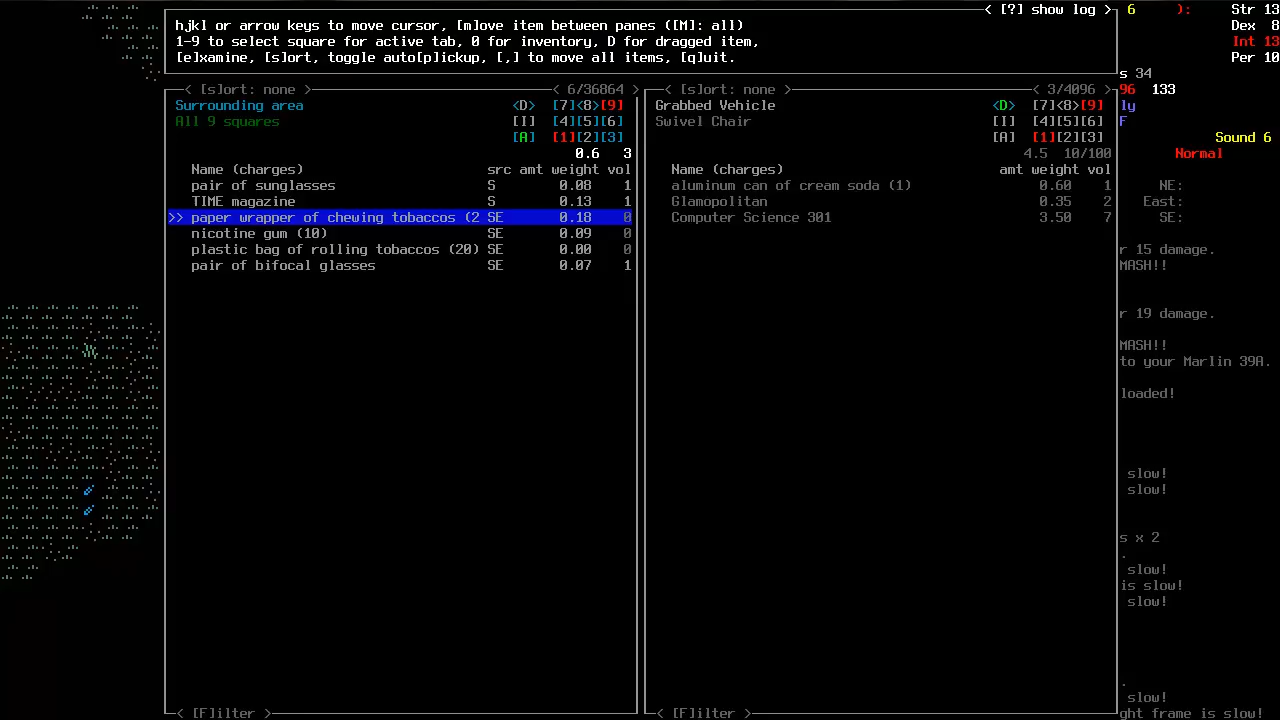 < [?] show log > 6 ): Str 13
hjkl or arrow keys to move cursor, [m]ove item between panes ([M]: all) Dex 8
1-9 to select square for active tab, 0 for inventory, D for dragged item, Int 13
[e]xamine, [s]ort, toggle auto[p]ickup, [,] to move all items, [q]uit. Per 10
s 34
< [s]ort: none > < 6/36864 > < [s]ort: none > < 3/4096 > 96 133
Surrounding area <D> [7]<8>[9] Grabbed Vehicle <D> [7]<8>[9] ly
All 9 squares [I] [4][5][6] Swivel Chair [I] [4][5][6] F
[A] [1][2][3] [A] [1][2][3] Sound 6
0.6 3 4.5 10/100 Normal
Name (charges) src amt weight vol Name (charges) amt weight vol
pair of sunglasses S 0.08 1 aluminum can of cream soda (1) 0.60 1 NE:
TIME magazine S 0.13 1 Glamopolitan 0.35 2 East:
>> paper wrapper of chewing tobaccos (2 SE 0.18 0 Computer Science 301 3.50 7 SE:
nicotine gum (10) SE 0.09 0
plastic bag of rolling tobaccos (20) SE 0.00 0 r 15 damage.
pair of bifocal glasses SE 0.07 1 MASH!!
r 19 damage.
MASH!!
to your Marlin 39A.
loaded!
slow!
slow!
s x 2
.
slow!
is slow!
slow!
.
slow!
< [F]ilter > < [F]ilter > ght frame is slow!